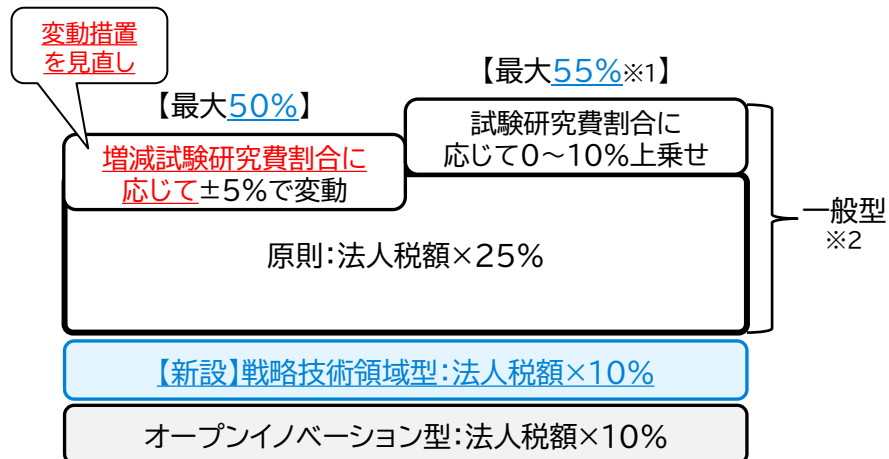 変動措置
を見直し
【最大50%】
【最大55%※1】
増減試験研究費割合に
応じて±5%で変動
試験研究費割合に
応じて0～10%上乗せ
原則：法人税額×25%
一般型
※2
【新設】戦略技術領域型：法人税額×10%
オープンイノベーション型：法人税額×10%